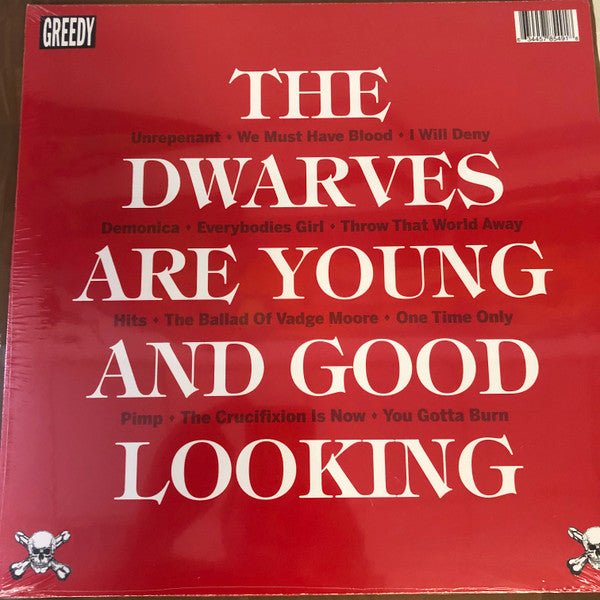 GREEDY
THE
Unrepenant ♦ We Must Have Blood ♦ I Will Deny
DWARVES
Demonica ♦ Everybodies Girl ♦ Throw That World Away
ARE YOUNG
Hits ♦ The Ballad Of Vadge Moore ♦ One Time Only
AND GOOD
Pimp ♦ The Crucifixion Is Now ♦ You Gotta Burn
LOOKING